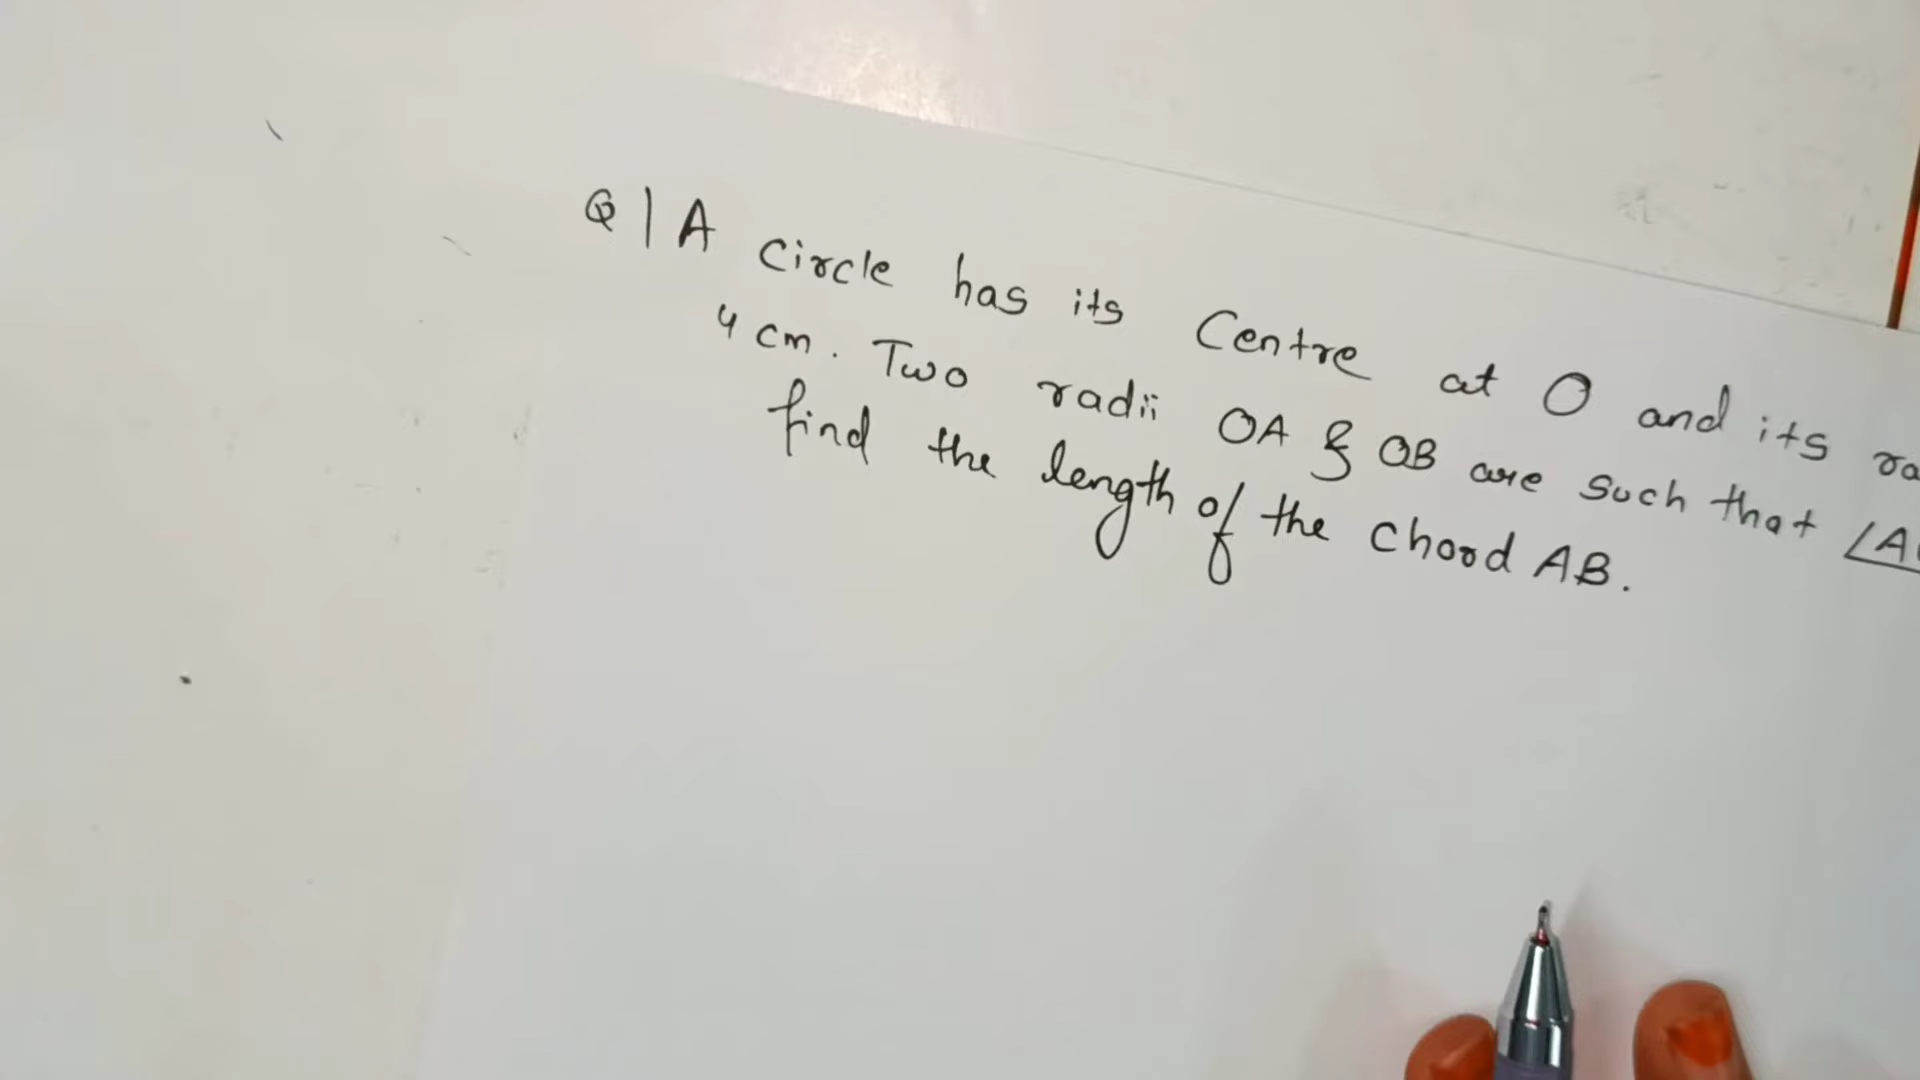 Q | A circle has its Centre at O and its
4 cm. Two radii OA & OB are such that
find the length of the chord AB.